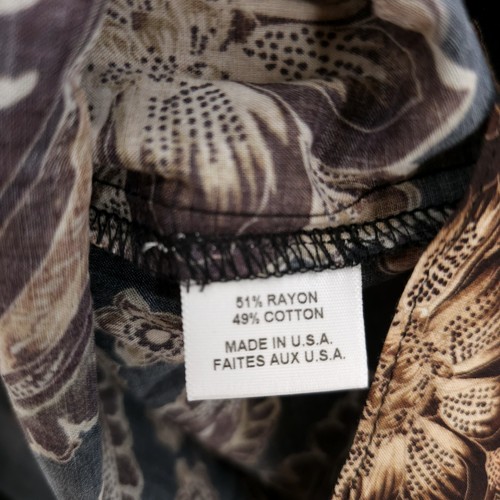 51% RAYON
49% COTTON
MADE IN U.S.A.
FAITES AUX U.S.A.